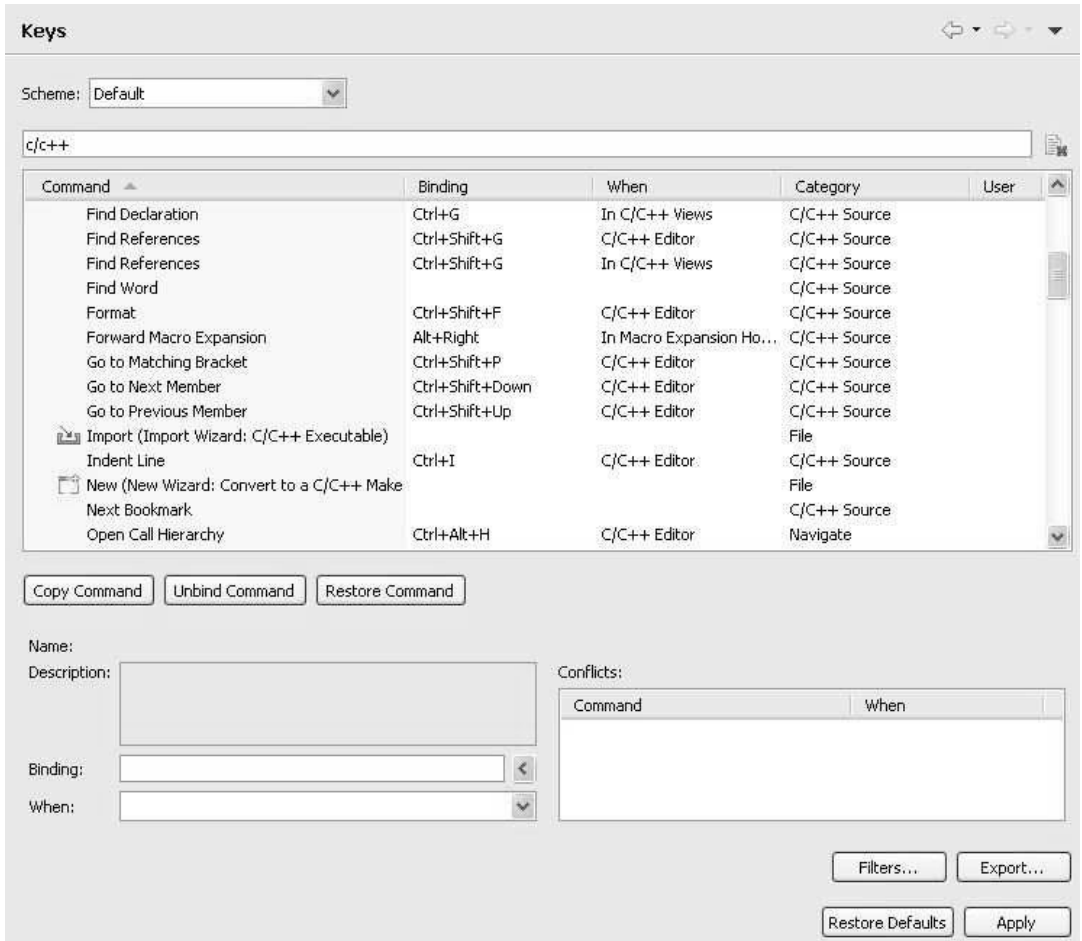 Keys
Scheme: Default
c/c++
Command Binding When Category User
Find Declaration Ctrl+G In C/C++ Views C/C++ Source
Find References Ctrl+Shift+G C/C++ Editor C/C++ Source
Find References Ctrl+Shift+G In C/C++ Views C/C++ Source
Find Word C/C++ Source
Format Ctrl+Shift+F C/C++ Editor C/C++ Source
Forward Macro Expansion Alt+Right In Macro Expansion Ho... C/C++ Source
Go to Matching Bracket Ctrl+Shift+P C/C++ Editor C/C++ Source
Go to Next Member Ctrl+Shift+Down C/C++ Editor C/C++ Source
Go to Previous Member Ctrl+Shift+Up C/C++ Editor C/C++ Source
Import (Import Wizard: C/C++ Executable) File
Indent Line Ctrl+I C/C++ Editor C/C++ Source
New (New Wizard: Convert to a C/C++ Make File
Next Bookmark C/C++ Source
Open Call Hierarchy Ctrl+Alt+H C/C++ Editor Navigate
Copy Command Unbind Command Restore Command
Name:
Description: Conflicts:
Command When
Binding:
When:
Filters... Export...
Restore Defaults Apply